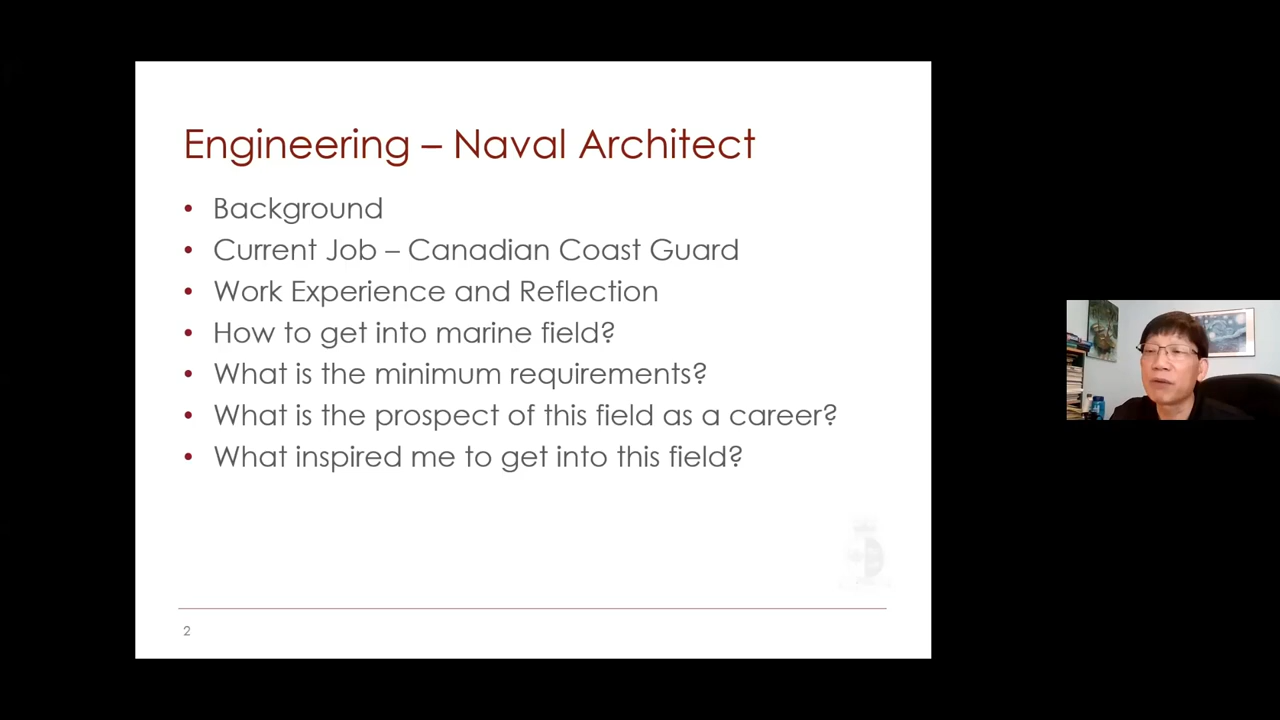 Engineering – Naval Architect
• Background
• Current Job – Canadian Coast Guard
• Work Experience and Reflection
• How to get into marine field?
• What is the minimum requirements?
• What is the prospect of this field as a career?
• What inspired me to get into this field?
2